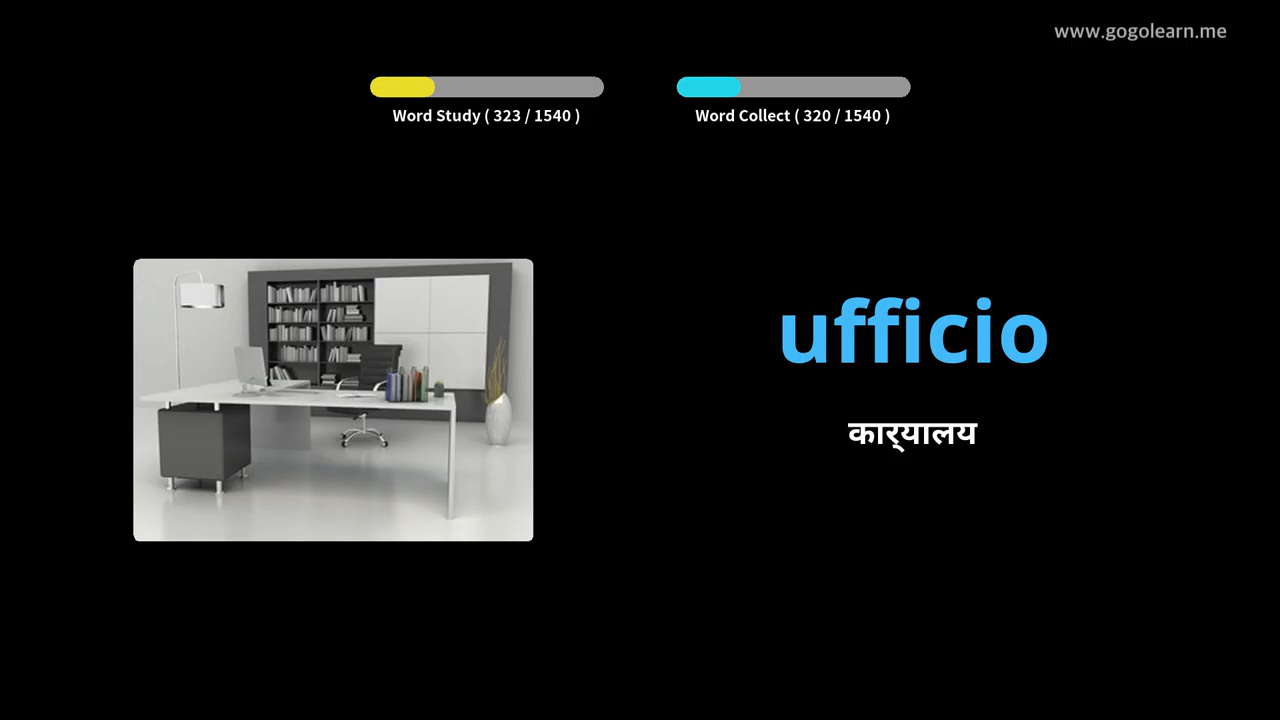 www.gogolearn.me
Word Study ( 323 / 1540 )
Word Collect ( 320 / 1540 )
ufficio
कार्यालय